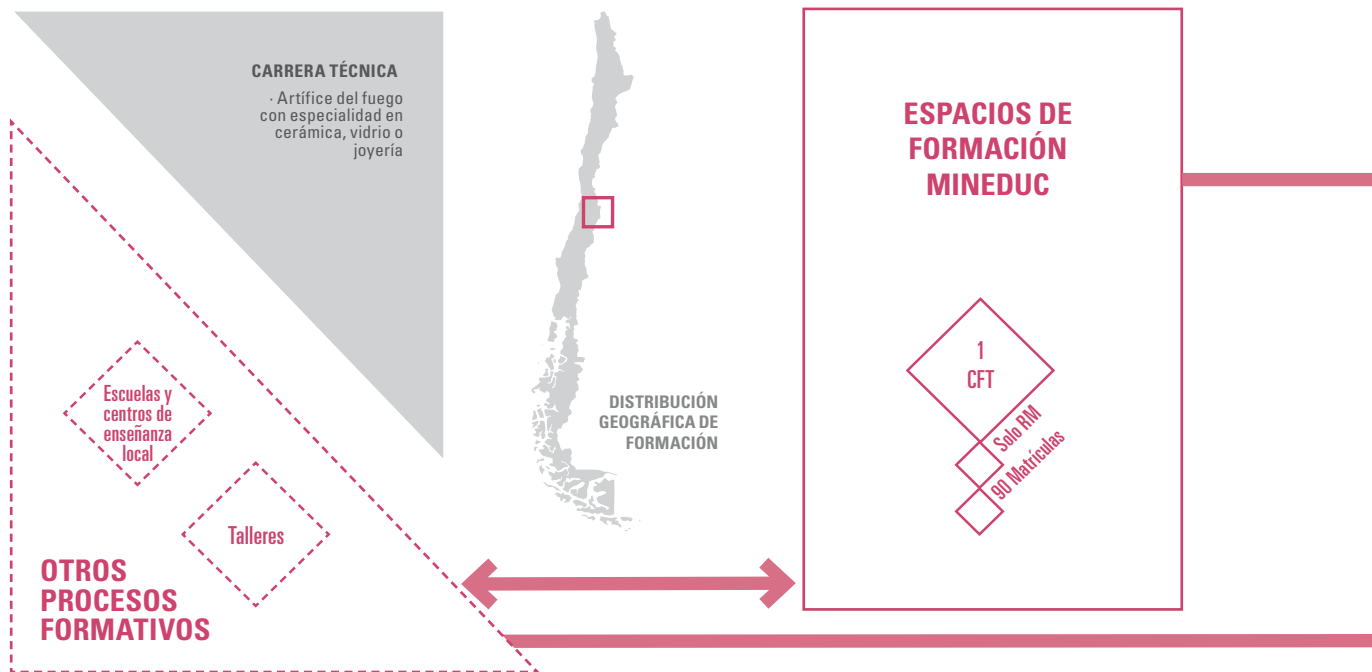 CARRERA TÉCNICA
· Artífice del fuego
con especialidad en
cerámica, vidrio o
joyería
Escuelas y
centros de
enseñanza
local
Talleres
OTROS
PROCESOS
FORMATIVOS
DISTRIBUCIÓN
GEOGRÁFICA DE
FORMACIÓN
ESPACIOS DE
FORMACIÓN
MINEDUC
1
CFT
Solo RM
90 Matrículas